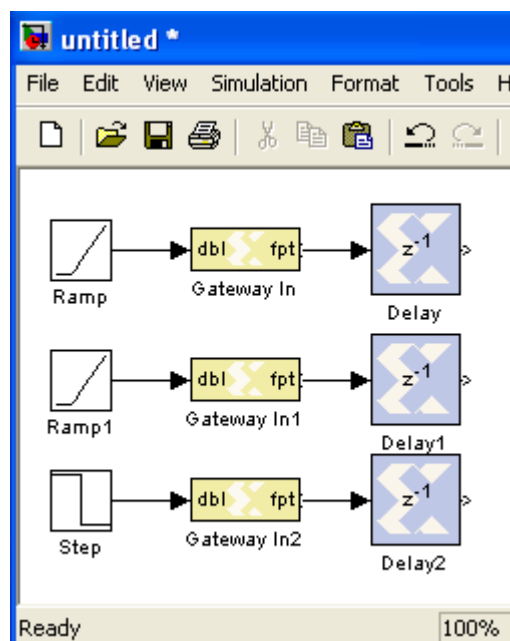 untitled *
File Edit View Simulation Format Tools H
dbl fpt z-1
Ramp Gateway In Delay
dbl fpt z-1
Ramp1 Gateway In1 Delay1
dbl fpt z-1
Step Gateway In2 Delay2
Ready 100%